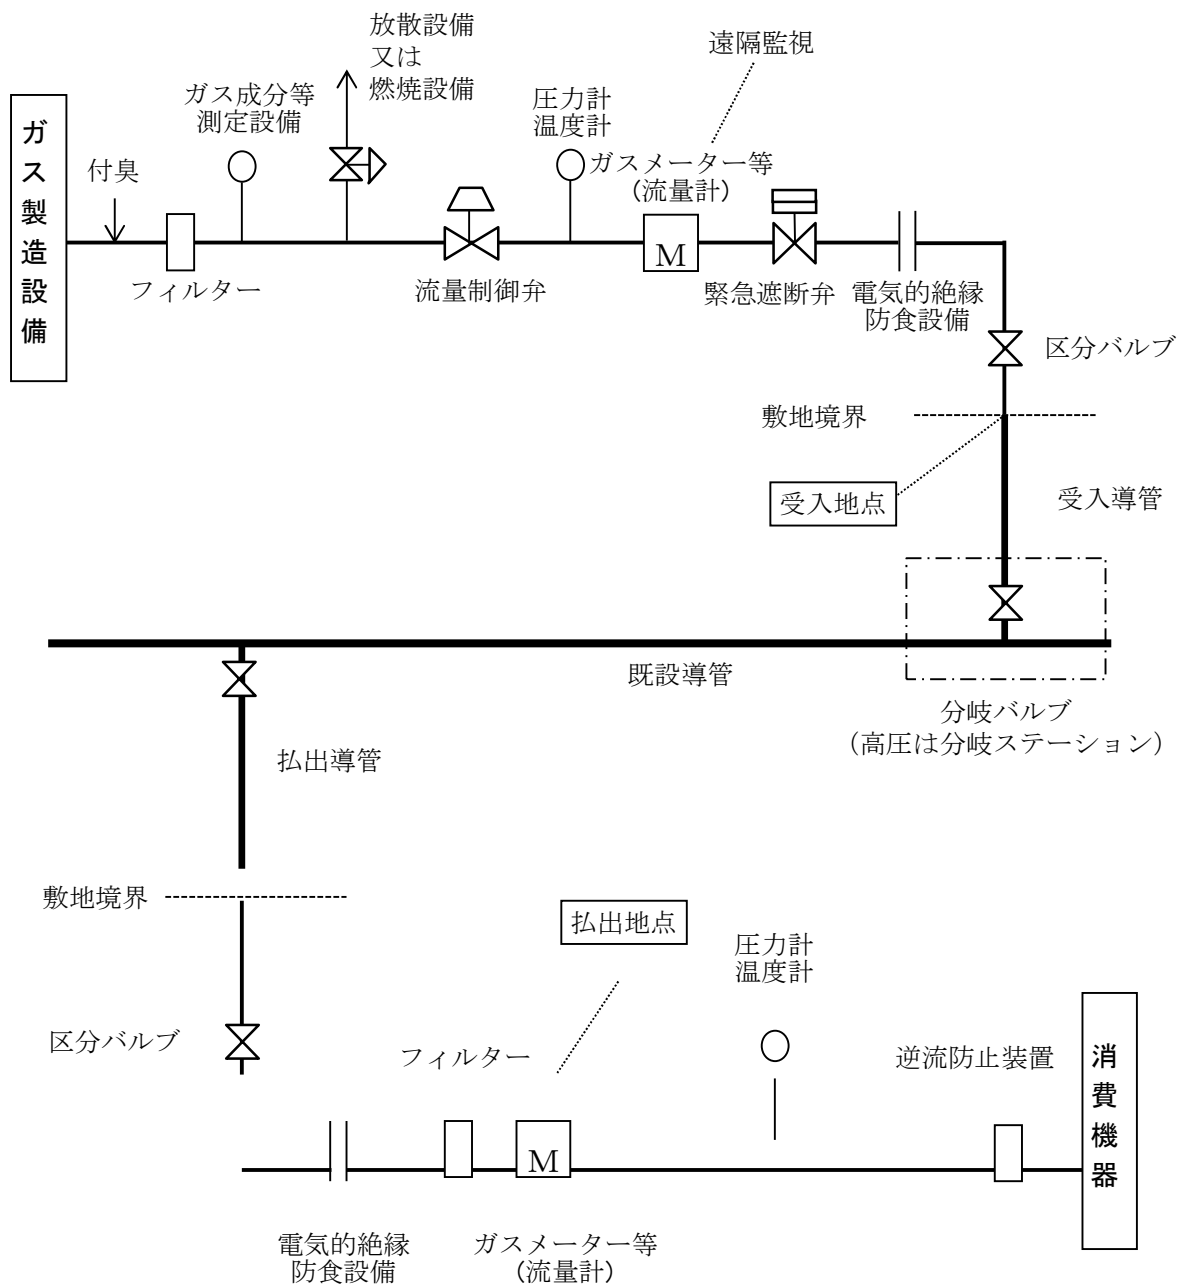 放散設備
又は
燃焼設備
遠隔監視
ガス成分等
測定設備
圧力計
温度計
ガス製造設備
付臭
ガスメーター等
(流量計)
M
フィルター
流量制御弁
緊急遮断弁
電気的絶縁
防食設備
区分バルブ
敷地境界
受入地点
受入導管
既設導管
分岐バルブ
（高圧は分岐ステーション）
払出導管
敷地境界
払出地点
圧力計
温度計
区分バルブ
フィルター
逆流防止装置
消費機器
M
電気的絶縁
防食設備
ガスメーター等
(流量計)